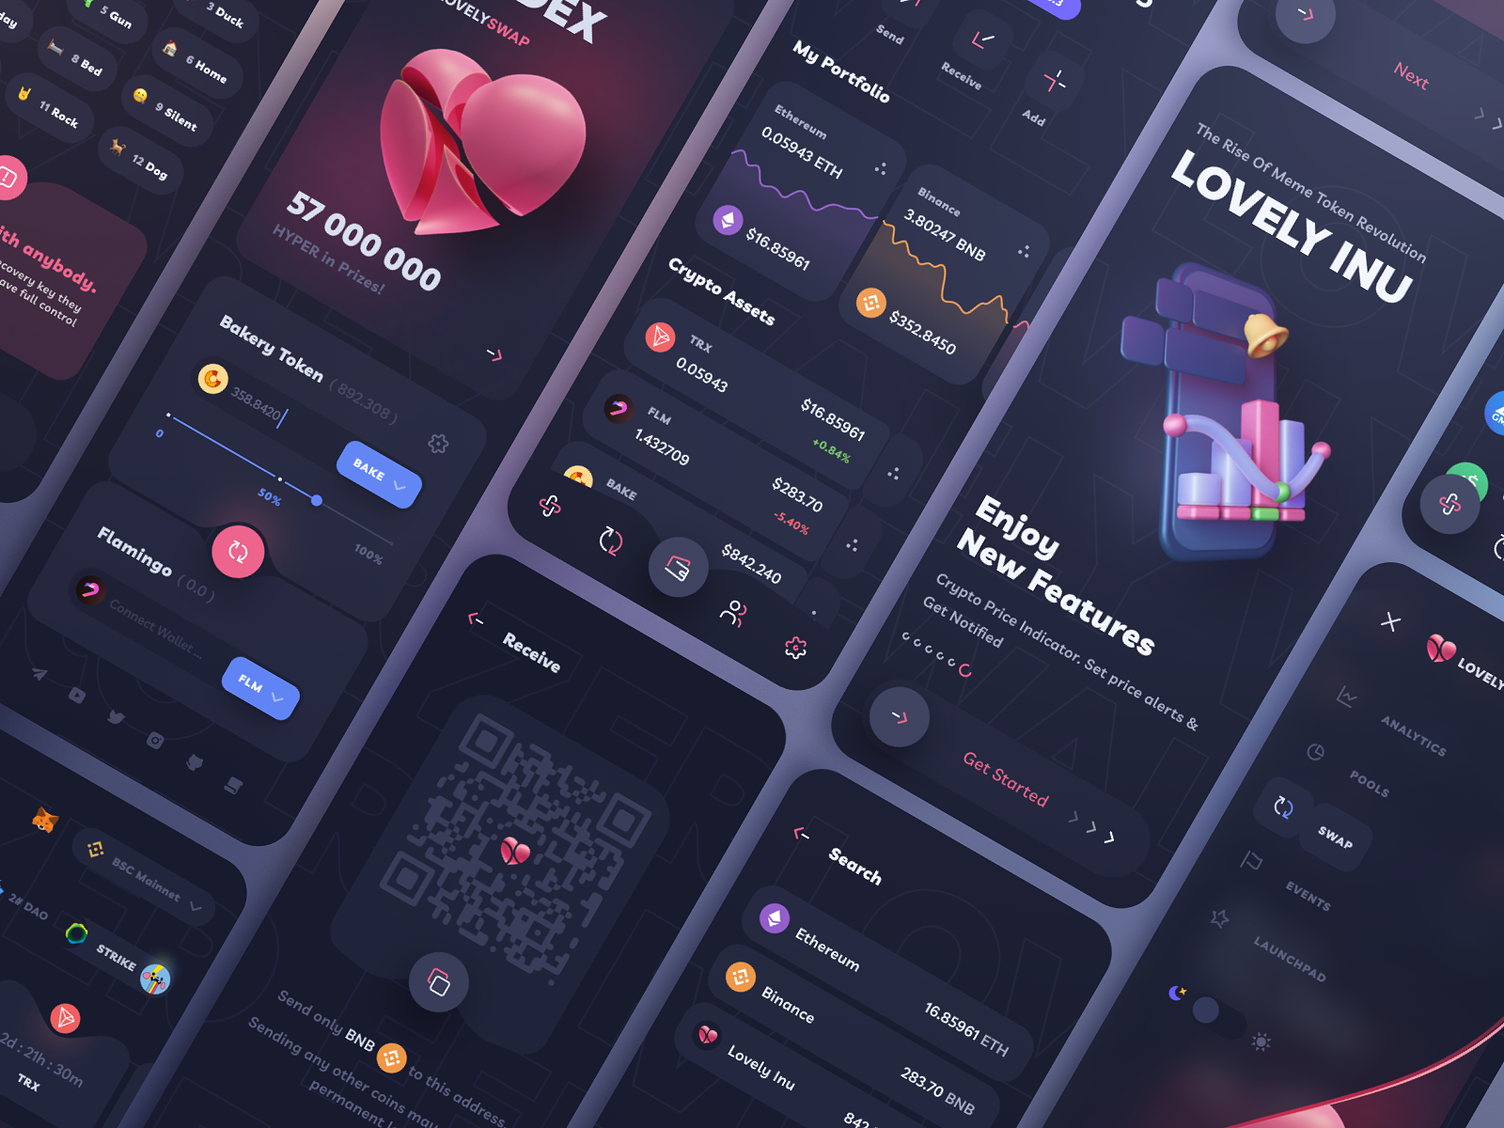 3 Duck
5 Gun
6 Home
8 Bed
9 Silent
11 Rock
12 Dog
with anybody.
recovery key they
have full control
DEX
LOVELYSWAP
57 000 000
HYPER in Prizes!
Bakery Token ( 892.308 )
358.8420
BAKE
0
50%
100%
Flamingo ( 0.0 )
Connect Wallet...
FLM
BSC Mainnet
2# DAO
STRIKE
2d : 21h : 30m
TRX
Send
Receive
Add
My Portfolio
Ethereum
0.05943 ETH
$16.85961
Binance
3.80247 BNB
$352.8450
Crypto Assets
TRX
0.05943
$16.85961
+0.84%
FLM
1.432709
$283.70
-5.40%
BAKE
$842.240
Receive
Send only BNB to this address.
Sending any other coins may
permanent
Next
The Rise Of Meme Token Revolution
LOVELY INU
Enjoy
New Features
Crypto Price Indicator. Set price alerts &
Get Notified
Get Started
Search
Ethereum
16.85961 ETH
Binance
283.70 BNB
Lovely Inu
842
LOVELY
ANALYTICS
POOLS
SWAP
EVENTS
LAUNCHPAD